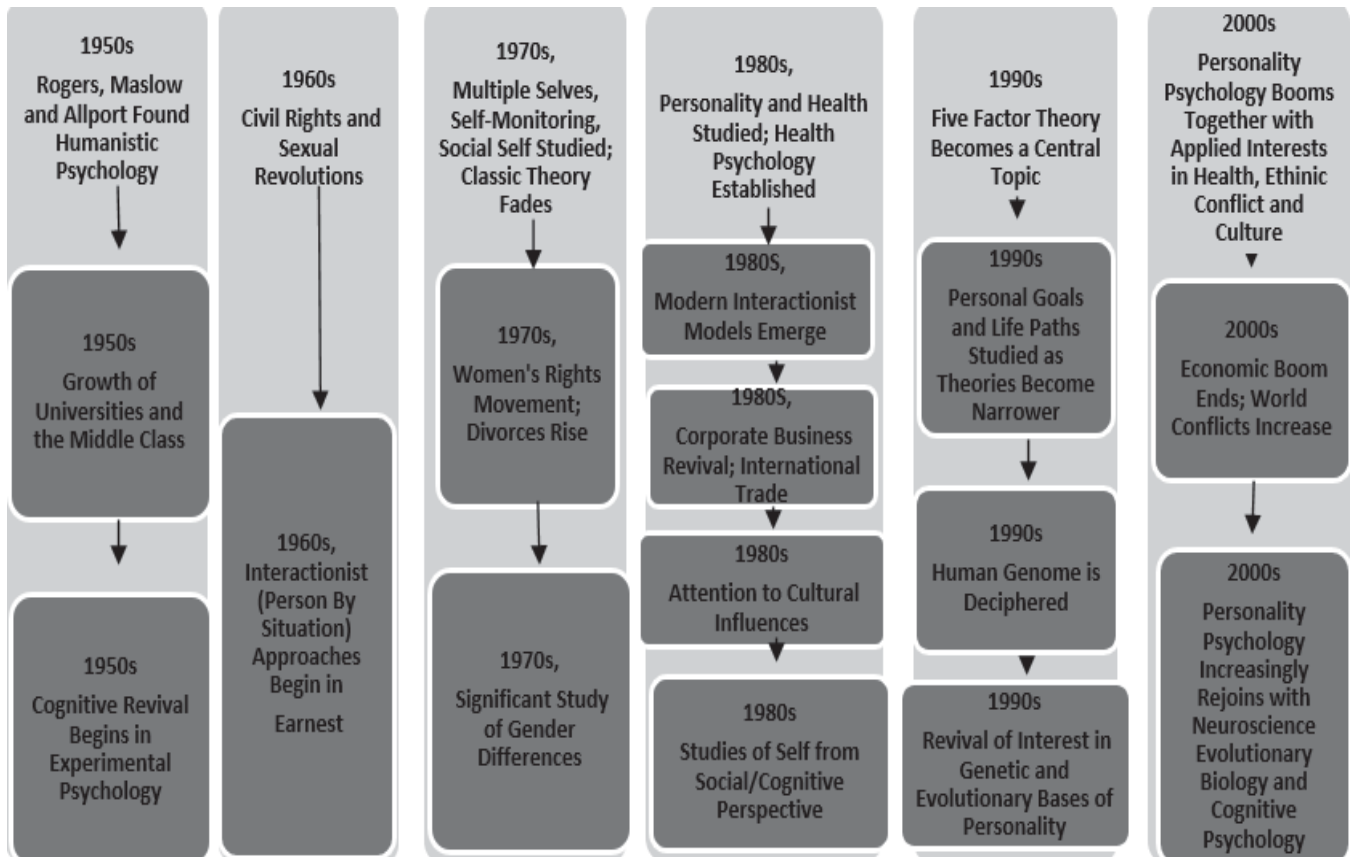 1950s
Rogers, Maslow
and Allport Found
Humanistic
Psychology
1950s
Growth of
Universities and
the Middle Class
1950s
Cognitive Revival
Begins in
Experimental
Psychology
1960s
Civil Rights and
Sexual
Revolutions
1960s,
Interactionist
(Person By
Situation)
Approaches
Begin in
Earnest
1970s,
Multiple Selves,
Self-Monitoring,
Social Self Studied;
Classic Theory
Fades
1970s,
Women's Rights
Movement;
Divorces Rise
1970s,
Significant Study
of Gender
Differences
1980s,
Personality and Health
Studied; Health
Psychology
Established
1980S,
Modern Interactionist
Models Emerge
1980S,
Corporate Business
Revival; International
Trade
1980s
Attention to Cultural
Influences
1980s
Studies of Self from
Social/Cognitive
Perspective
1990s
Five Factor Theory
Becomes a Central
Topic
1990s
Personal Goals
and Life Paths
Studied as
Theories Become
Narrower
1990s
Human Genome is
Deciphered
1990s
Revival of Interest in
Genetic and
Evolutionary Bases of
Personality
2000s
Personality
Psychology Booms
Together with
Applied Interests
in Health, Ethinic
Conflict and
Culture
2000s
Economic Boom
Ends; World
Conflicts Increase
2000s
Personality
Psychology
Increasingly
Rejoins with
Neuroscience
Evolutionary
Biology and
Cognitive
Psychology